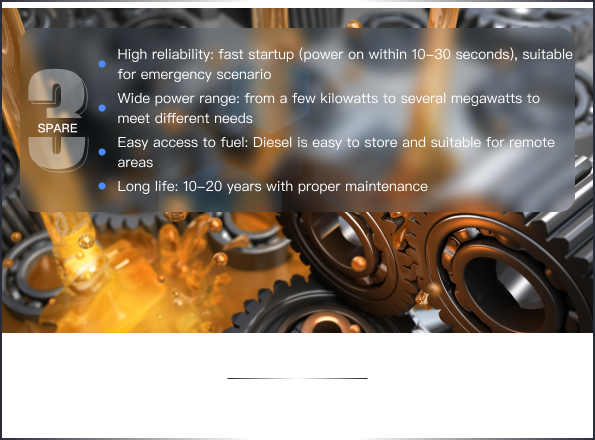 3
SPARE
High reliability: fast startup (power on within 10–30 seconds), suitable
for emergency scenario
Wide power range: from a few kilowatts to several megawatts to
meet different needs
Easy access to fuel: Diesel is easy to store and suitable for remote
areas
Long life: 10–20 years with proper maintenance